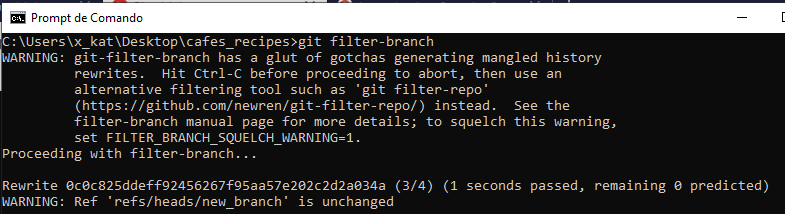 Prompt de Comando
C:\Users\x_kat\Desktop\cafes_recipes>git filter-branch
WARNING: git-filter-branch has a glut of gotchas generating mangled history
rewrites.  Hit Ctrl-C before proceeding to abort, then use an
alternative filtering tool such as 'git filter-repo'
(https://github.com/newren/git-filter-repo/) instead.  See the
filter-branch manual page for more details; to squelch this warning,
set FILTER_BRANCH_SQUELCH_WARNING=1.
Proceeding with filter-branch...
Rewrite 0c0c825ddeff92456267f95aa57e202c2d2a034a (3/4) (1 seconds passed, remaining 0 predicted)
WARNING: Ref 'refs/heads/new_branch' is unchanged